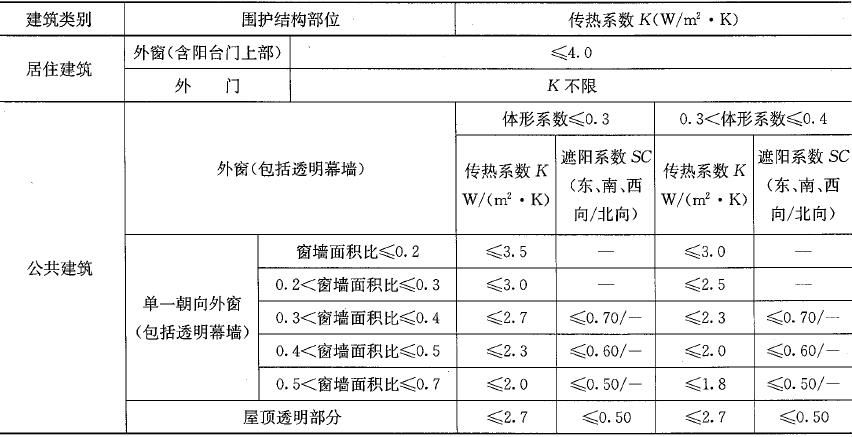 建筑类别 围护结构部位 传热系数 K(W/m²·K)
居住建筑 外窗(含阳台门上部) ≤4.0
外 门 K 不限
公共建筑 外窗(包括透明幕墙) 体形系数≤0.3 0.3<体形系数≤0.4
传热系数 K
W/(m²·K)
遮阳系数 SC
(东、南、西
向/北向)
传热系数 K
W/(m²·K)
遮阳系数 SC
(东、南、西
向/北向)
单一朝向外窗
(包括透明幕墙)
窗墙面积比≤0.2 ≤3.5 — ≤3.0 —
0.2<窗墙面积比≤0.3 ≤3.0 — ≤2.5 —
0.3<窗墙面积比≤0.4 ≤2.7 ≤0.70/— ≤2.3 ≤0.70/—
0.4<窗墙面积比≤0.5 ≤2.3 ≤0.60/— ≤2.0 ≤0.60/—
0.5<窗墙面积比≤0.7 ≤2.0 ≤0.50/— ≤1.8 ≤0.50/—
屋顶透明部分 ≤2.7 ≤0.50 ≤2.7 ≤0.50